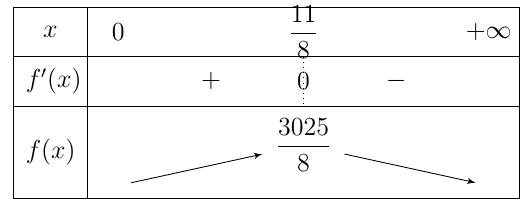 x 0 11/8 +∞
f′(x) + 0 −
f(x) 3025/8